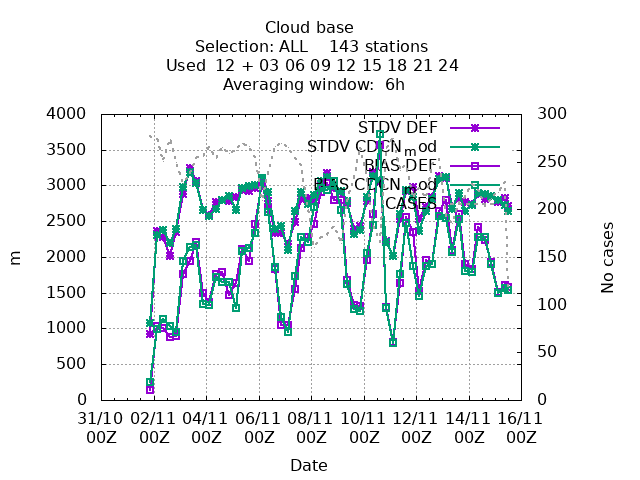 Cloud base
Selection: ALL 143 stations
Used 12 + 03 06 09 12 15 18 21 24
Averaging window: 6h
4000
3500
3000
2500
2000
1500
1000
500
0
300
250
200
150
100
50
0
STDV DEF
STDV CDCN_mod
BIAS DEF
BIAS CDCN_mod
CASES
m
No cases
31/10 02/11 04/11 06/11 08/11 10/11 12/11 14/11 16/11
00Z 00Z 00Z 00Z 00Z 00Z 00Z 00Z 00Z
Date